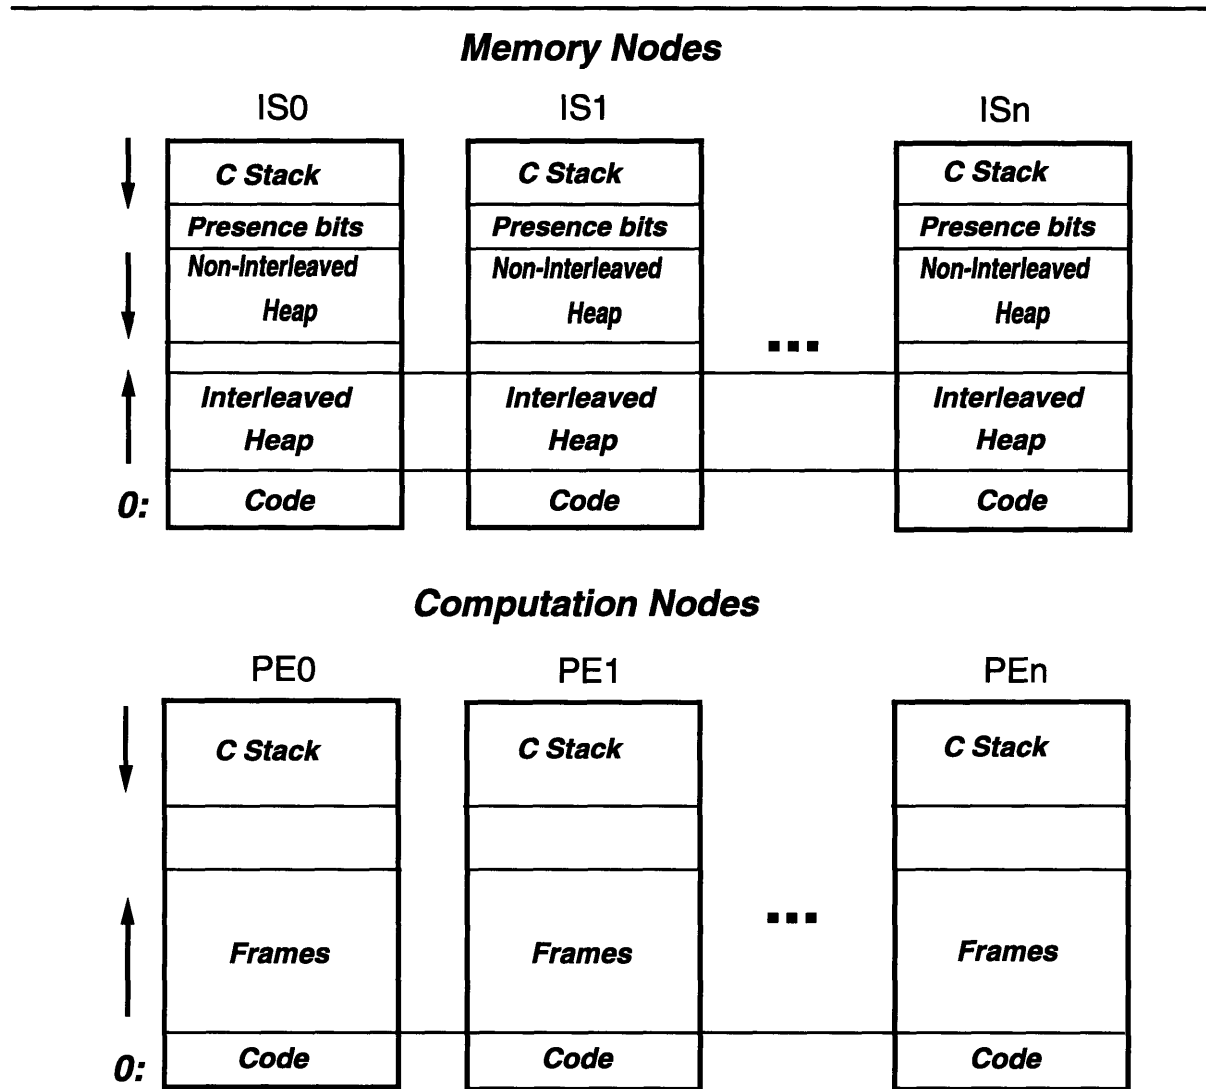 Memory Nodes
IS0 IS1 ISn
C Stack C Stack C Stack
Presence bits Presence bits Presence bits
Non-Interleaved Non-Interleaved Non-Interleaved
Heap Heap Heap
...
Interleaved Interleaved Interleaved
Heap Heap Heap
0: Code Code Code
Computation Nodes
PE0 PE1 PEn
C Stack C Stack C Stack
...
Frames Frames Frames
0: Code Code Code